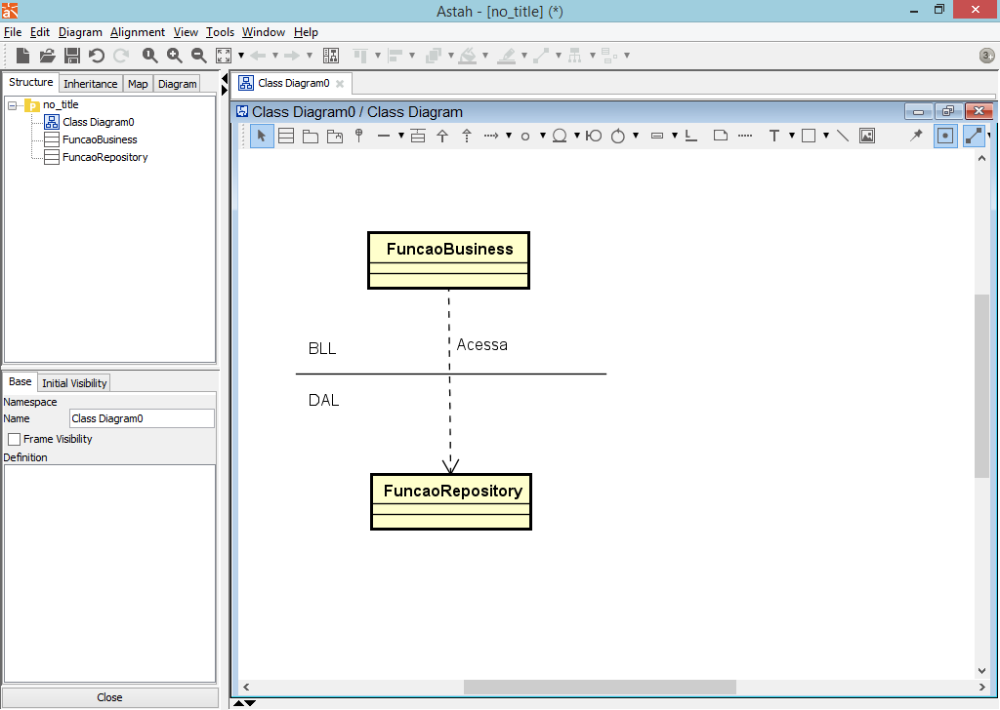 Astah - [no_title] (*)
File Edit Diagram Alignment View Tools Window Help
3
Structure Inheritance Map Diagram
no_title
Class Diagram0
FuncaoBusiness
FuncaoRepository
Base Initial Visibility
Namespace
Name Class Diagram0
Frame Visibility
Definition
Close
Class Diagram0
Class Diagram0 / Class Diagram
T
FuncaoBusiness
Acessa
BLL
DAL
FuncaoRepository